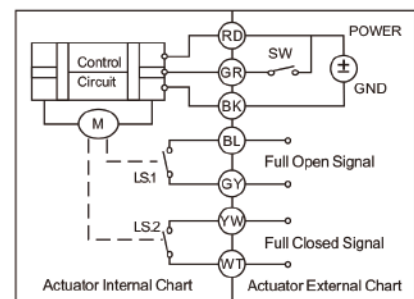 RD
POWER
SW
Control
GR
±
Circuit
GND
BK
M
BL
Full Open Signal
LS.1
GY
YW
LS.2
Full Closed Signal
WT
Actuator Internal Chart
Actuator External Chart